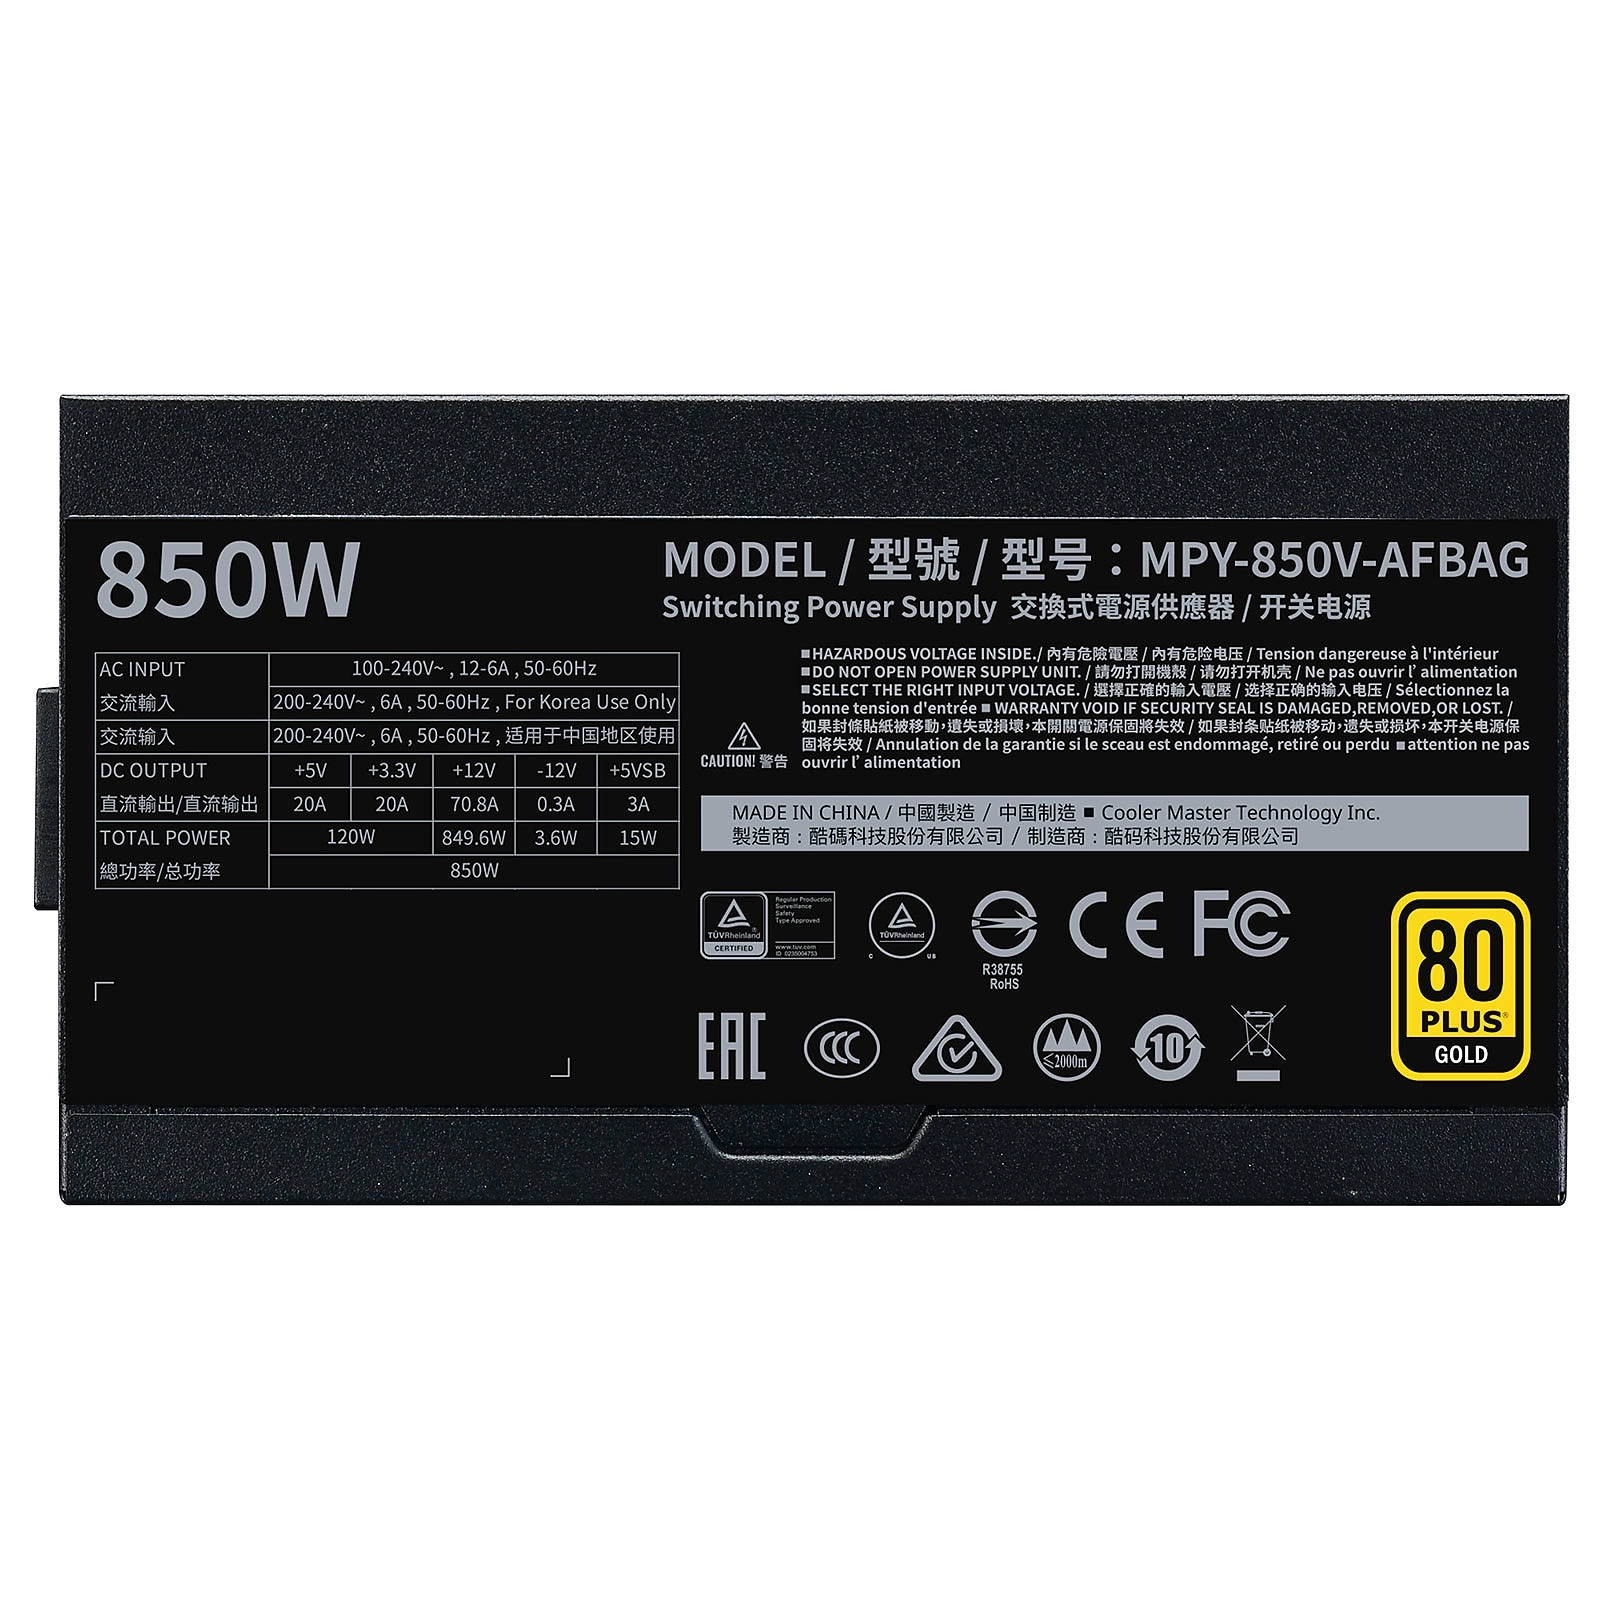 850W
MODEL / 型號 / 型号：MPY-850V-AFBAG
Switching Power Supply 交換式電源供應器 / 开关电源
AC INPUT 100-240V~ , 12-6A , 50-60Hz
交流輸入 200-240V~ , 6A , 50-60Hz , For Korea Use Only
交流输入 200-240V~ , 6A , 50-60Hz , 适用于中国地区使用
DC OUTPUT +5V +3.3V +12V -12V +5VSB
直流輸出/直流输出 20A 20A 70.8A 0.3A 3A
TOTAL POWER 120W 849.6W 3.6W 15W
總功率/总功率 850W
■HAZARDOUS VOLTAGE INSIDE./ 內有危險電壓 / 内有危险电压 / Tension dangereuse à l'intérieur
■DO NOT OPEN POWER SUPPLY UNIT. / 請勿打開機殼 / 请勿打开机壳 / Ne pas ouvrir l’ alimentation
■SELECT THE RIGHT INPUT VOLTAGE. / 選擇正確的輸入電壓 / 选择正确的输入电压 / Sélectionnez la
bonne tension d'entrée ■ WARRANTY VOID IF SECURITY SEAL IS DAMAGED,REMOVED,OR LOST. /
如果封條貼紙被移動，遺失或損壞，本開關電源保固將失效 / 如果封条贴纸被移动，遗失或损坏，本开关电源保
固将失效 / Annulation de la garantie si le sceau est endommagé, retiré ou perdu ■attention ne pas
ouvrir l’ alimentation
CAUTION! 警告
MADE IN CHINA / 中國製造 / 中国制造 ■ Cooler Master Technology Inc.
製造商：酷碼科技股份有限公司 / 制造商：酷码科技股份有限公司
TÜVRheinland®
CERTIFIED
Regular Production
Surveillance
Safety
Type Approved
www.tuv.com
ID 0235004753
TÜVRheinland
C US
R38755
RoHS
CE
FC
EAC
CCC
≤2000m
10
80
PLUS®
GOLD